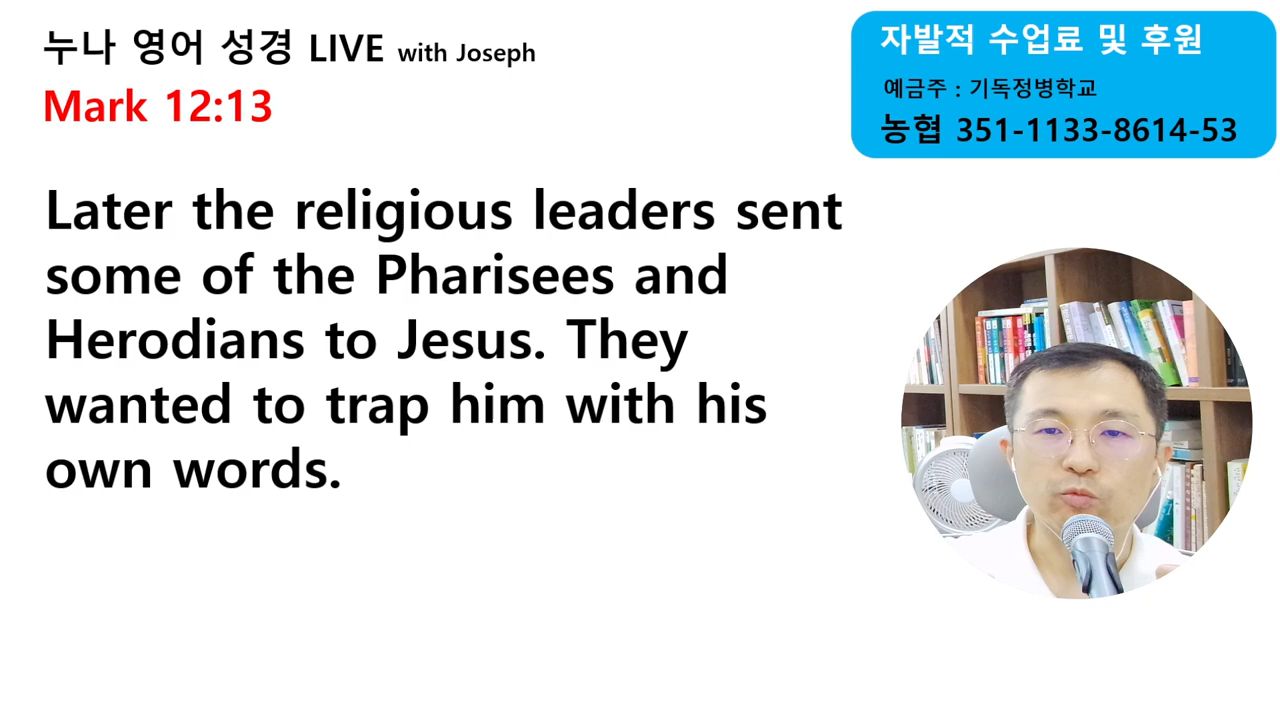 누나 영어 성경 LIVE with Joseph
Mark 12:13
자발적 수업료 및 후원
예금주 : 기독정병학교
농협 351-1133-8614-53
Later the religious leaders sent
some of the Pharisees and
Herodians to Jesus. They
wanted to trap him with his
own words.